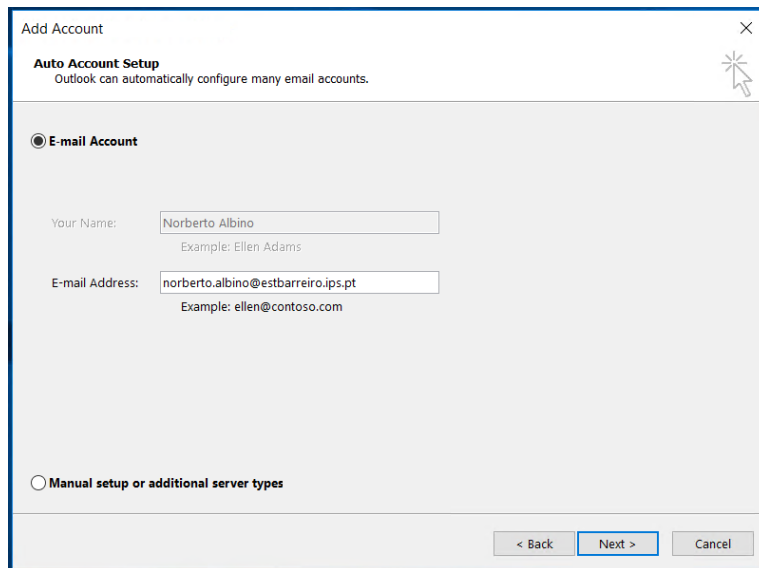 Add Account
Auto Account Setup
Outlook can automatically configure many email accounts.
E-mail Account
Your Name: Norberto Albino
Example: Ellen Adams
E-mail Address: norberto.albino@estbarreiro.ips.pt
Example: ellen@contoso.com
Manual setup or additional server types
< Back Next > Cancel